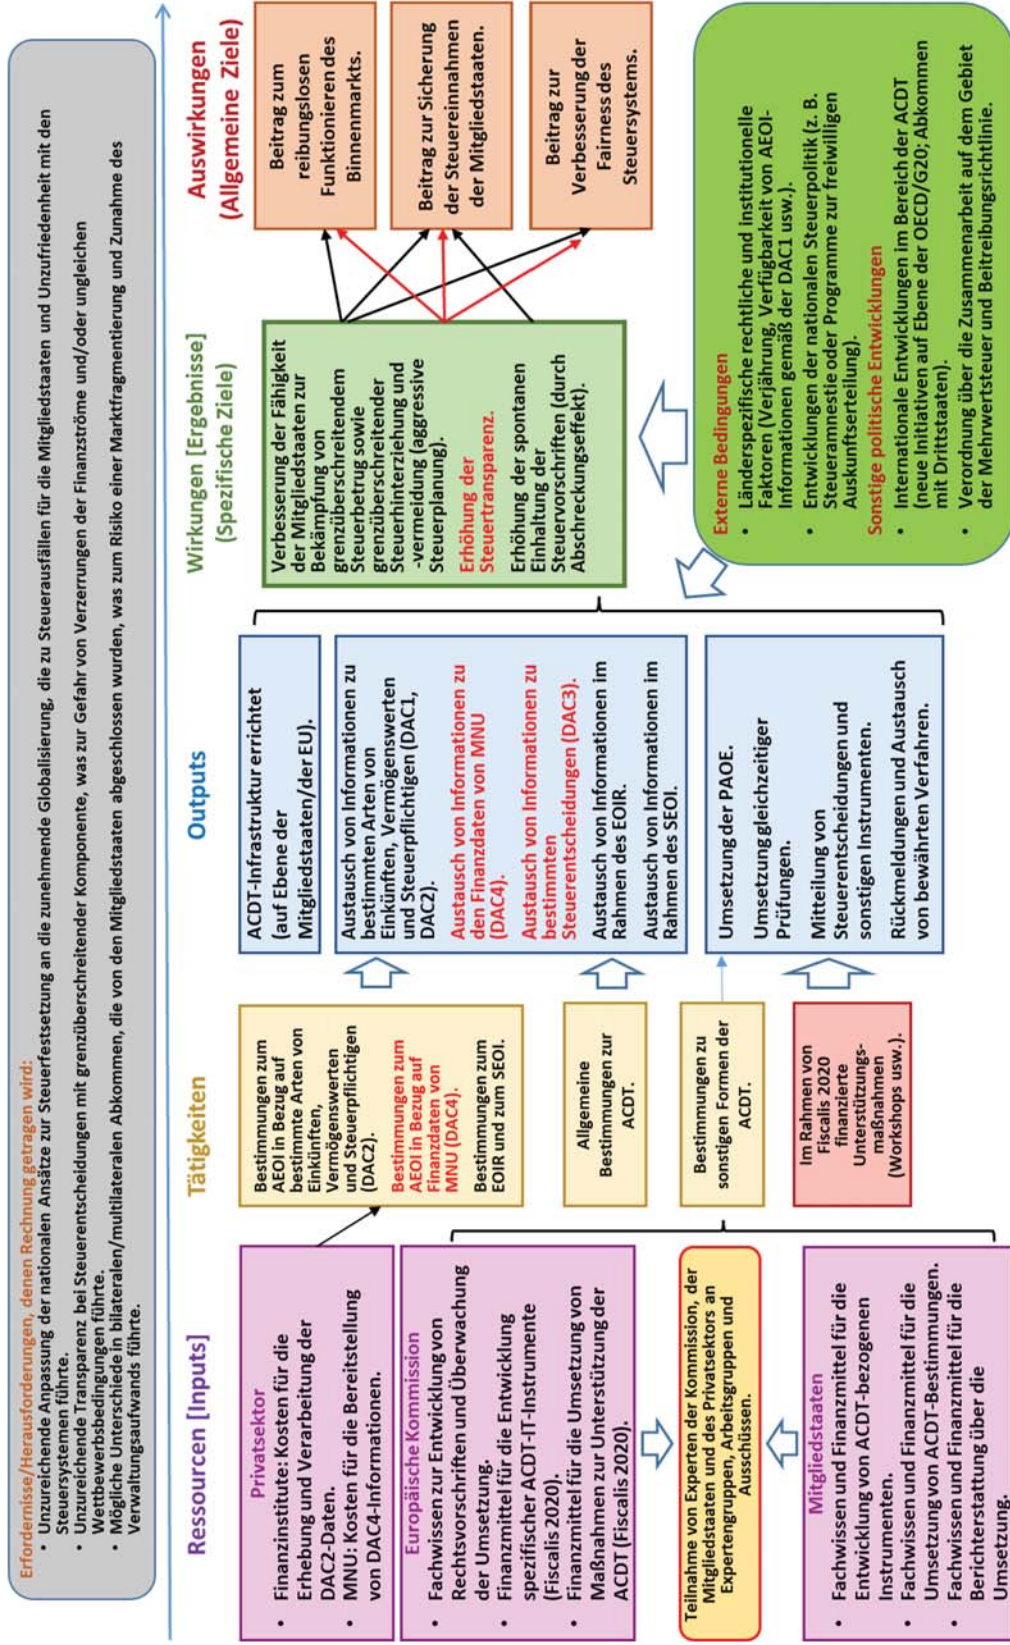 Erfordernisse/Herausforderungen, denen Rechnung getragen wird:
• Unzureichende Anpassung der nationalen Ansätze zur Steuerfestsetzung an die zunehmende Globalisierung, die zu Steuerausfällen für die Mitgliedstaaten und Unzufriedenheit mit den
Steuersystemen führte.
• Unzureichende Transparenz bei Steuerentscheidungen mit grenzüberschreitender Komponente, was zur Gefahr von Verzerrungen der Finanzströme und/oder ungleichen
Wettbewerbsbedingungen führte.
• Mögliche Unterschiede in bilateralen/multilateralen Abkommen, die von den Mitgliedstaaten abgeschlossen wurden, was zum Risiko einer Marktfragmentierung und Zunahme des
Verwaltungsaufwands führte.
Ressourcen [Inputs]
Privatsektor
• Finanzinstitute: Kosten für die
Erhebung und Verarbeitung der
DAC2-Daten.
• MNU: Kosten für die Bereitstellung
von DAC4-Informationen.
Europäische Kommission
• Fachwissen zur Entwicklung von
Rechtsvorschriften und Überwachung
der Umsetzung.
• Finanzmittel für die Entwicklung
spezifischer ACDT-IT-Instrumente
(Fiscalis 2020).
• Finanzmittel für die Umsetzung von
Maßnahmen zur Unterstützung der
ACDT (Fiscalis 2020).
Teilnahme von Experten der Kommission, der
Mitgliedstaaten und des Privatsektors an
Expertengruppen, Arbeitsgruppen und
Ausschüssen.
Mitgliedstaaten
• Fachwissen und Finanzmittel für die
Entwicklung von ACDT-bezogenen
Instrumenten.
• Fachwissen und Finanzmittel für die
Umsetzung von ACDT-Bestimmungen.
• Fachwissen und Finanzmittel für die
Berichterstattung über die
Umsetzung.
Tätigkeiten
Bestimmungen zum
AEOI in Bezug auf
bestimmte Arten von
Einkünften,
Vermögenswerten
und Steuerpflichtigen
(DAC2).
Bestimmungen zum
AEOI in Bezug auf
Finanzdaten von
MNU (DAC4).
Bestimmungen zum
EOIR und zum SEOI.
Allgemeine
Bestimmungen zur
ACDT.
Bestimmungen zu
sonstigen Formen der
ACDT.
Im Rahmen von
Fiscalis 2020
finanzierte
Unterstützungs-
maßnahmen
(Workshops usw.).
Outputs
ACDT-Infrastruktur errichtet
(auf Ebene der
Mitgliedstaaten/der EU).
Austausch von Informationen zu
bestimmten Arten von
Einkünften, Vermögenswerten
und Steuerpflichtigen (DAC1,
DAC2).
Austausch von Informationen zu
den Finanzdaten von MNU
(DAC4).
Austausch von Informationen zu
bestimmten
Steuerentscheidungen (DAC3).
Austausch von Informationen im
Rahmen des EOIR.
Austausch von Informationen im
Rahmen des SEOI.
Umsetzung der PAOE.
Umsetzung gleichzeitiger
Prüfungen.
Mitteilung von
Steuerentscheidungen und
sonstigen Instrumenten.
Rückmeldungen und Austausch
von bewährten Verfahren.
Wirkungen [Ergebnisse]
(Spezifische Ziele)
Verbesserung der Fähigkeit
der Mitgliedstaaten zur
Bekämpfung von
grenzüberschreitendem
Steuerbetrug sowie
grenzüberschreitender
Steuerhinterziehung und
-vermeidung (aggressive
Steuerplanung).
Erhöhung der
Steuertransparenz.
Erhöhung der spontanen
Einhaltung der
Steuervorschriften (durch
Abschreckungseffekt).
Auswirkungen
(Allgemeine Ziele)
Beitrag zum
reibungslosen
Funktionieren des
Binnenmarkts.
Beitrag zur Sicherung
der Steuereinnahmen
der Mitgliedstaaten.
Beitrag zur
Verbesserung der
Fairness des
Steuersystems.
Externe Bedingungen
• Länderspezifische rechtliche und institutionelle
Faktoren (Verjährung, Verfügbarkeit von AEOI-
Informationen gemäß der DAC1 usw.).
• Entwicklungen der nationalen Steuerpolitik (z. B.
Steueramnestie oder Programme zur freiwilligen
Auskunftserteilung).
Sonstige politische Entwicklungen
• Internationale Entwicklungen im Bereich der ACDT
(neue Initiativen auf Ebene der OECD/G20; Abkommen
mit Drittstaaten).
• Verordnung über die Zusammenarbeit auf dem Gebiet
der Mehrwertsteuer und Beitreibungsrichtlinie.